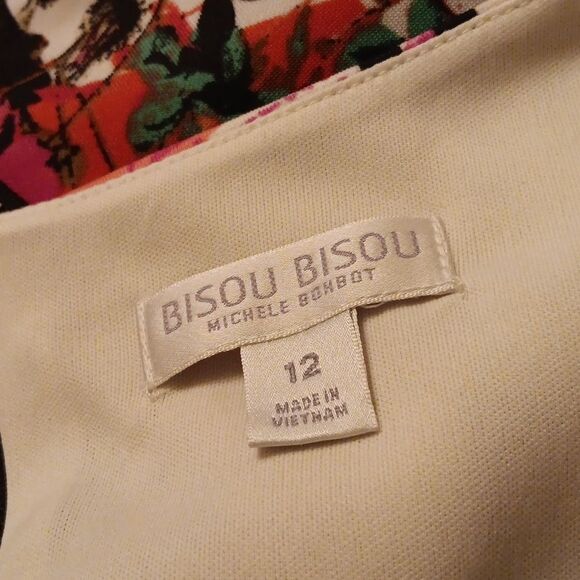 BISOU BISOU
MICHELE BOHBOT
12
MADE IN
VIETNAM